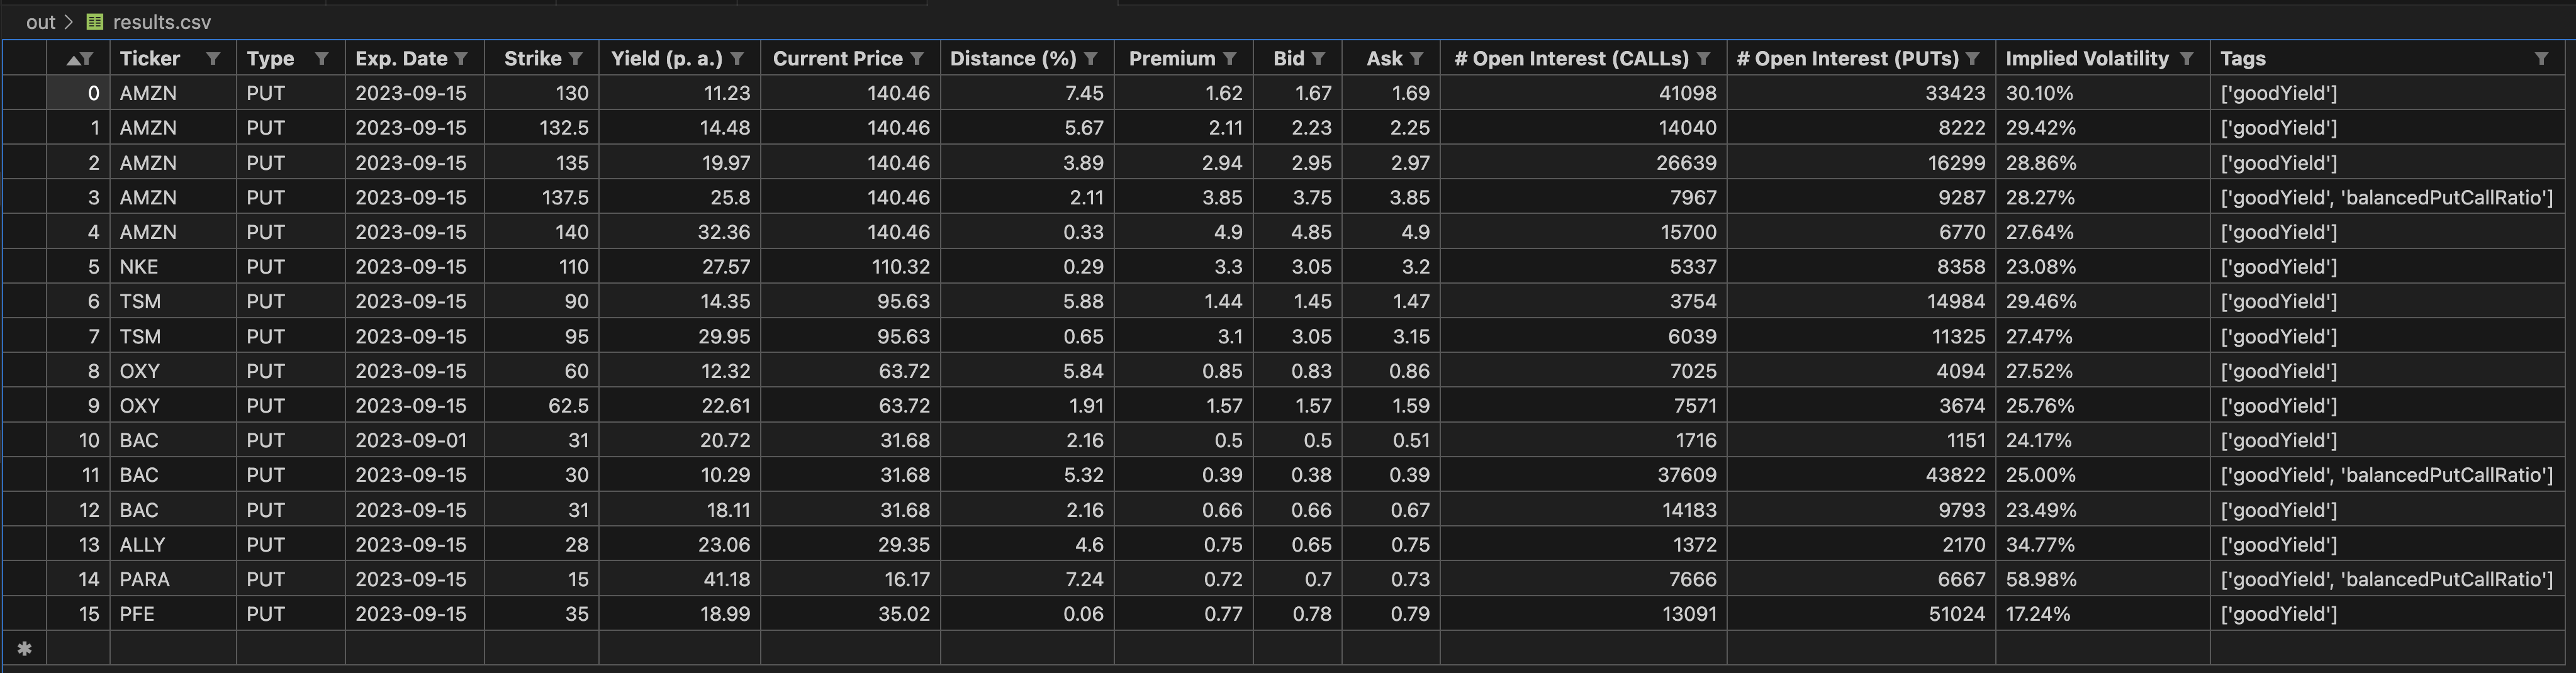 out > results.csv
Ticker Type Exp. Date Strike Yield (p. a.) Current Price Distance (%) Premium Bid Ask # Open Interest (CALLs) # Open Interest (PUTs) Implied Volatility Tags
0 AMZN PUT 2023-09-15 130 11.23 140.46 7.45 1.62 1.67 1.69 41098 33423 30.10% ['goodYield']
1 AMZN PUT 2023-09-15 132.5 14.48 140.46 5.67 2.11 2.23 2.25 14040 8222 29.42% ['goodYield']
2 AMZN PUT 2023-09-15 135 19.97 140.46 3.89 2.94 2.95 2.97 26639 16299 28.86% ['goodYield']
3 AMZN PUT 2023-09-15 137.5 25.8 140.46 2.11 3.85 3.75 3.85 7967 9287 28.27% ['goodYield', 'balancedPutCallRatio']
4 AMZN PUT 2023-09-15 140 32.36 140.46 0.33 4.9 4.85 4.9 15700 6770 27.64% ['goodYield']
5 NKE PUT 2023-09-15 110 27.57 110.32 0.29 3.3 3.05 3.2 5337 8358 23.08% ['goodYield']
6 TSM PUT 2023-09-15 90 14.35 95.63 5.88 1.44 1.45 1.47 3754 14984 29.46% ['goodYield']
7 TSM PUT 2023-09-15 95 29.95 95.63 0.65 3.1 3.05 3.15 6039 11325 27.47% ['goodYield']
8 OXY PUT 2023-09-15 60 12.32 63.72 5.84 0.85 0.83 0.86 7025 4094 27.52% ['goodYield']
9 OXY PUT 2023-09-15 62.5 22.61 63.72 1.91 1.57 1.57 1.59 7571 3674 25.76% ['goodYield']
10 BAC PUT 2023-09-01 31 20.72 31.68 2.16 0.5 0.5 0.51 1716 1151 24.17% ['goodYield']
11 BAC PUT 2023-09-15 30 10.29 31.68 5.32 0.39 0.38 0.39 37609 43822 25.00% ['goodYield', 'balancedPutCallRatio']
12 BAC PUT 2023-09-15 31 18.11 31.68 2.16 0.66 0.66 0.67 14183 9793 23.49% ['goodYield']
13 ALLY PUT 2023-09-15 28 23.06 29.35 4.6 0.75 0.65 0.75 1372 2170 34.77% ['goodYield']
14 PARA PUT 2023-09-15 15 41.18 16.17 7.24 0.72 0.7 0.73 7666 6667 58.98% ['goodYield', 'balancedPutCallRatio']
15 PFE PUT 2023-09-15 35 18.99 35.02 0.06 0.77 0.78 0.79 13091 51024 17.24% ['goodYield']